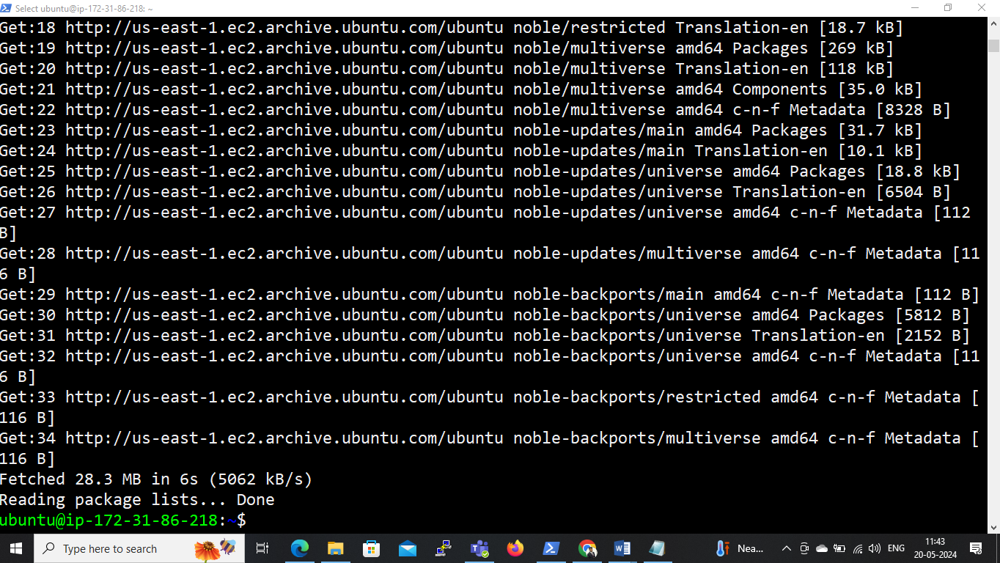 Select ubuntu@ip-172-31-86-218: ~
Get:18 http://us-east-1.ec2.archive.ubuntu.com/ubuntu noble/restricted Translation-en [18.7 kB]
Get:19 http://us-east-1.ec2.archive.ubuntu.com/ubuntu noble/multiverse amd64 Packages [269 kB]
Get:20 http://us-east-1.ec2.archive.ubuntu.com/ubuntu noble/multiverse Translation-en [118 kB]
Get:21 http://us-east-1.ec2.archive.ubuntu.com/ubuntu noble/multiverse amd64 Components [35.0 kB]
Get:22 http://us-east-1.ec2.archive.ubuntu.com/ubuntu noble/multiverse amd64 c-n-f Metadata [8328 B]
Get:23 http://us-east-1.ec2.archive.ubuntu.com/ubuntu noble-updates/main amd64 Packages [31.7 kB]
Get:24 http://us-east-1.ec2.archive.ubuntu.com/ubuntu noble-updates/main Translation-en [10.1 kB]
Get:25 http://us-east-1.ec2.archive.ubuntu.com/ubuntu noble-updates/universe amd64 Packages [18.8 kB]
Get:26 http://us-east-1.ec2.archive.ubuntu.com/ubuntu noble-updates/universe Translation-en [6504 B]
Get:27 http://us-east-1.ec2.archive.ubuntu.com/ubuntu noble-updates/universe amd64 c-n-f Metadata [112
B]
Get:28 http://us-east-1.ec2.archive.ubuntu.com/ubuntu noble-updates/multiverse amd64 c-n-f Metadata [11
6 B]
Get:29 http://us-east-1.ec2.archive.ubuntu.com/ubuntu noble-backports/main amd64 c-n-f Metadata [112 B]
Get:30 http://us-east-1.ec2.archive.ubuntu.com/ubuntu noble-backports/universe amd64 Packages [5812 B]
Get:31 http://us-east-1.ec2.archive.ubuntu.com/ubuntu noble-backports/universe Translation-en [2152 B]
Get:32 http://us-east-1.ec2.archive.ubuntu.com/ubuntu noble-backports/universe amd64 c-n-f Metadata [11
6 B]
Get:33 http://us-east-1.ec2.archive.ubuntu.com/ubuntu noble-backports/restricted amd64 c-n-f Metadata [
116 B]
Get:34 http://us-east-1.ec2.archive.ubuntu.com/ubuntu noble-backports/multiverse amd64 c-n-f Metadata [
116 B]
Fetched 28.3 MB in 6s (5062 kB/s)
Reading package lists... Done
ubuntu@ip-172-31-86-218:~$
Type here to search
Nea...
ENG
11:43
20-05-2024